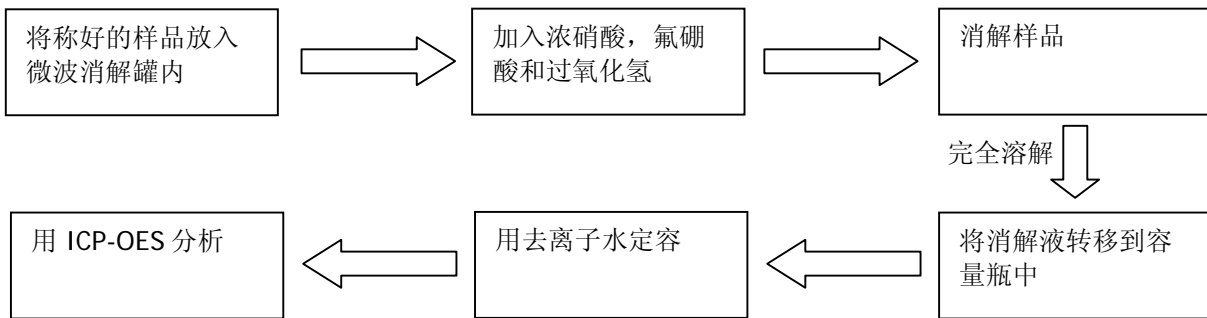 将称好的样品放入
微波消解罐内
加入浓硝酸，氟硼
酸和过氧化氢
消解样品
完全溶解
将消解液转移到容
量瓶中
用去离子水定容
用 ICP-OES 分析